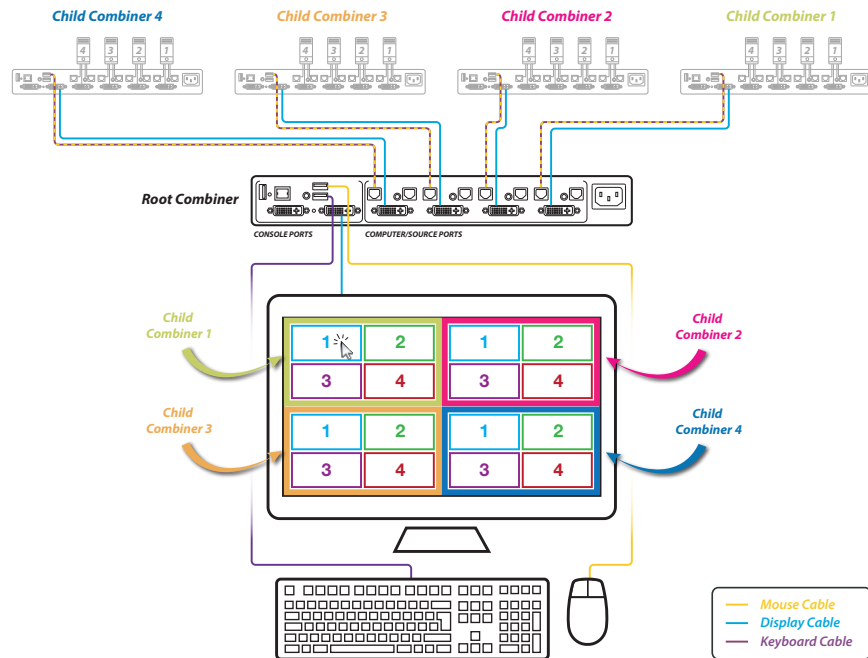 Child Combiner 4
Child Combiner 3
Child Combiner 2
Child Combiner 1
4 3 2 1
4 3 2 1
4 3 2 1
4 3 2 1
Root Combiner
CONSOLE PORTS
COMPUTER/SOURCE PORTS
Child
Combiner 1
Child
Combiner 2
Child
Combiner 3
Child
Combiner 4
1 2 1 2
3 4 3 4
1 2 1 2
3 4 3 4
Mouse Cable
Display Cable
Keyboard Cable